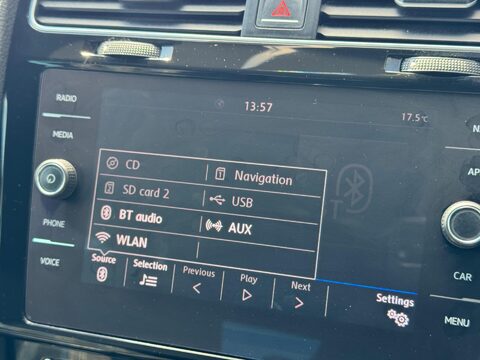 RADIO
13:57
17.5°C
MEDIA
CD
Navigation
SD card 2
USB
BT audio
AUX
WLAN
PHONE
VOICE
Source
Selection
Previous
Play
Next
Settings
CAR
MENU